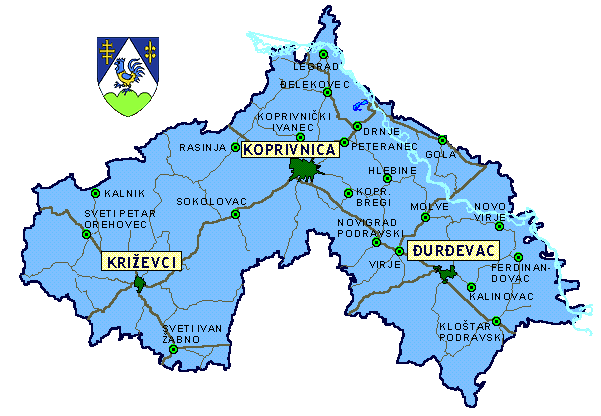 LEGRAD
ĐELEKOVEC
KOPRIVNIČKI
IVANEC
DRNJE
PETERANEC
RASINJA
KOPRIVNICA
GOLA
HLEBINE
KALNIK
SOKOLOVAC
KOPR.
BREGI
MOLVE
NOVO
VIRJE
SVETI PETAR
OREHOVEC
NOVIGRAD
PODRAVSKI
VIRJE
ĐURĐEVAC
KRIŽEVCI
FERDINAN-
DOVAC
KALINOVAC
SVETI IVAN
ŽABNO
KLOŠTAR
PODRAVSKI